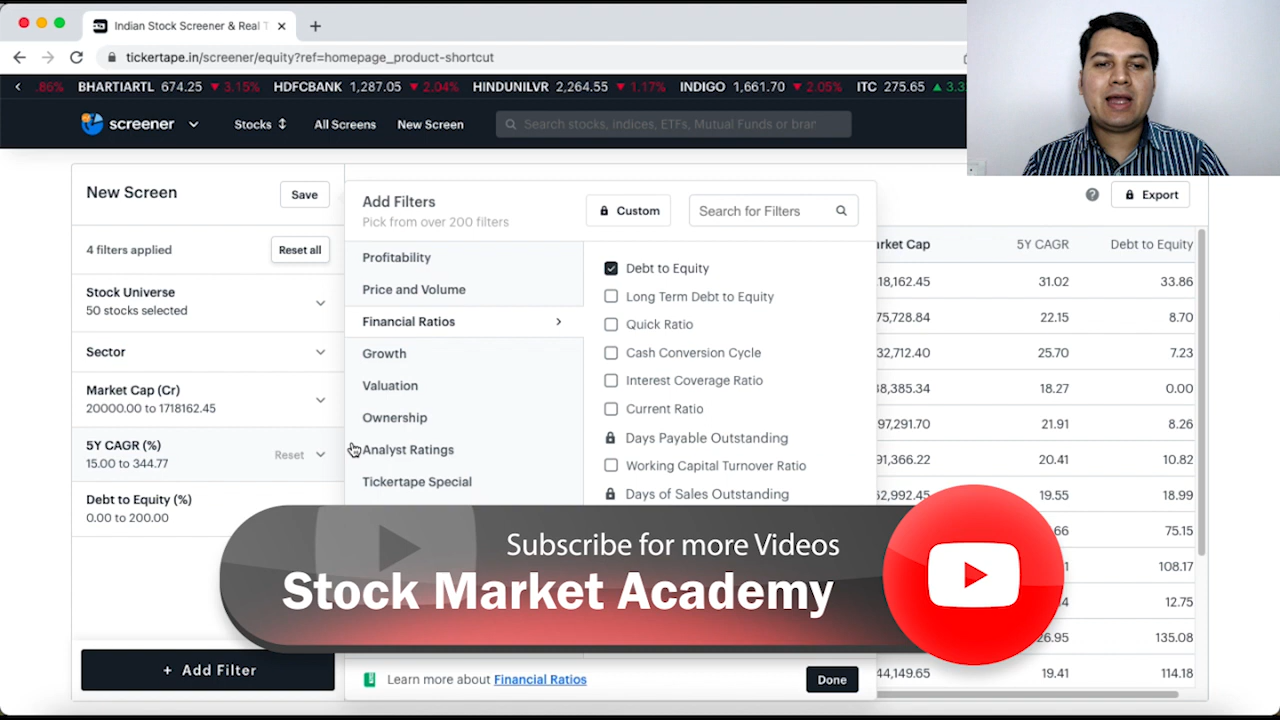 Indian Stock Screener & Real T
tickertape.in/screener/equity?ref=homepage_product-shortcut
.86% BHARTIARTL 674.25 ▼ 3.15% HDFCBANK 1,287.05 ▼ 2.04% HINDUNILVR 2,264.55 ▼ 1.17% INDIGO 1,661.70 ▼ 2.05% ITC 275.65 ▲ 3.3
screener Stocks All Screens New Screen Search stocks, indices, ETFs, Mutual Funds or bran
New Screen Save
4 filters applied Reset all
Stock Universe
50 stocks selected
Sector
Market Cap (Cr)
20000.00 to 1718162.45
5Y CAGR (%)
15.00 to 344.77
Reset
Debt to Equity (%)
0.00 to 200.00
+ Add Filter
Add Filters
Pick from over 200 filters
Custom
Search for Filters
Profitability
Price and Volume
Financial Ratios
Growth
Valuation
Ownership
Analyst Ratings
Tickertape Special
Debt to Equity
Long Term Debt to Equity
Quick Ratio
Cash Conversion Cycle
Interest Coverage Ratio
Current Ratio
Days Payable Outstanding
Working Capital Turnover Ratio
Days of Sales Outstanding
Learn more about Financial Ratios
Done
Export
rket Cap 5Y CAGR Debt to Equity
18,162.45 31.02 33.86
75,728.84 22.15 8.70
32,712.40 25.70 7.23
38,385.34 18.27 0.00
97,291.70 21.91 8.26
91,366.22 20.41 10.82
52,992.45 19.55 18.99
.66 75.15
1 108.17
4 12.75
26.95 135.08
44,149.65 19.41 114.18
Subscribe for more Videos
Stock Market Academy